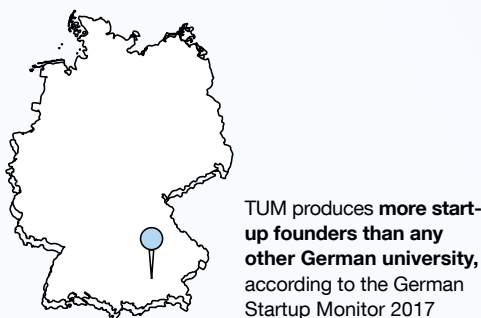 TUM produces more start-
up founders than any
other German university,
according to the German
Startup Monitor 2017